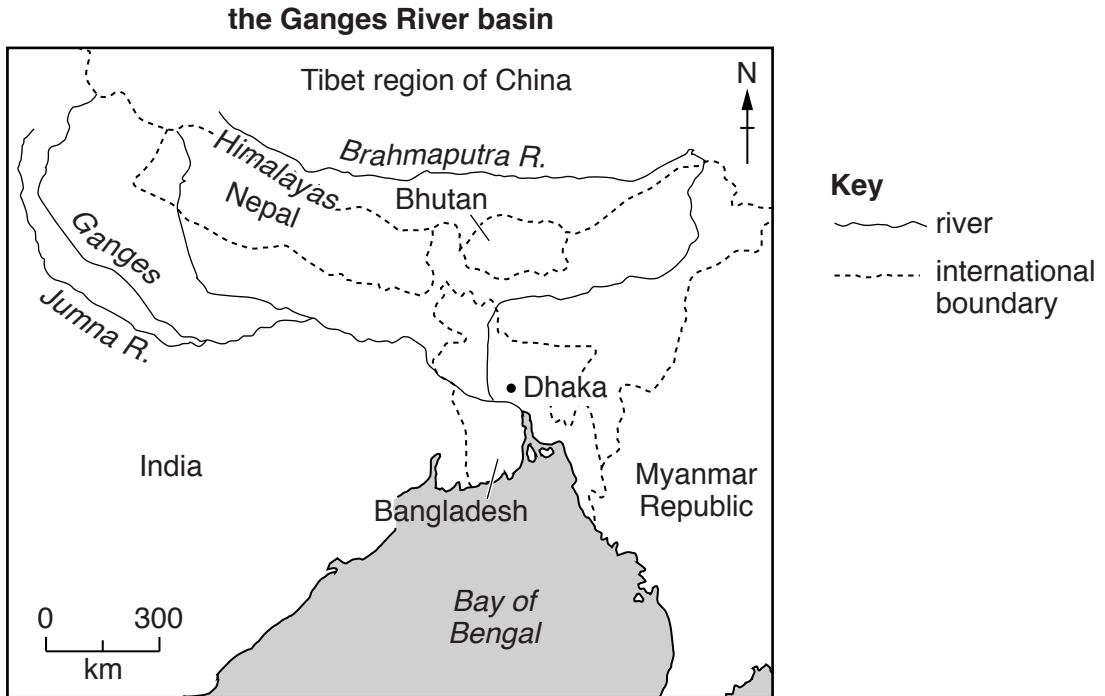 the Ganges River basin
Tibet region of China
N
Himalayas
Brahmaputra R.
Nepal
Bhutan
Ganges
Jumna R.
Dhaka
India
Myanmar
Republic
Bangladesh
Bay of
Bengal
0 300
km
Key
river
international
boundary